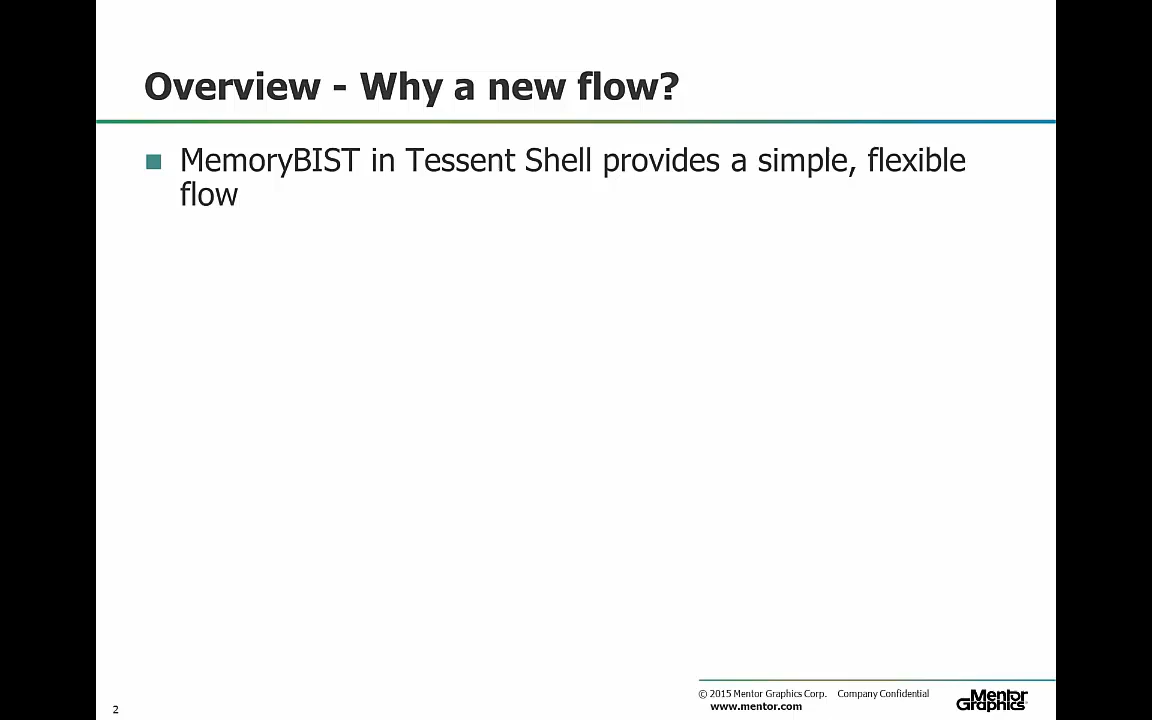 Overview - Why a new flow?
MemoryBIST in Tessent Shell provides a simple, flexible
flow
© 2015 Mentor Graphics Corp. Company Confidential
www.mentor.com
Mentor
Graphics
2